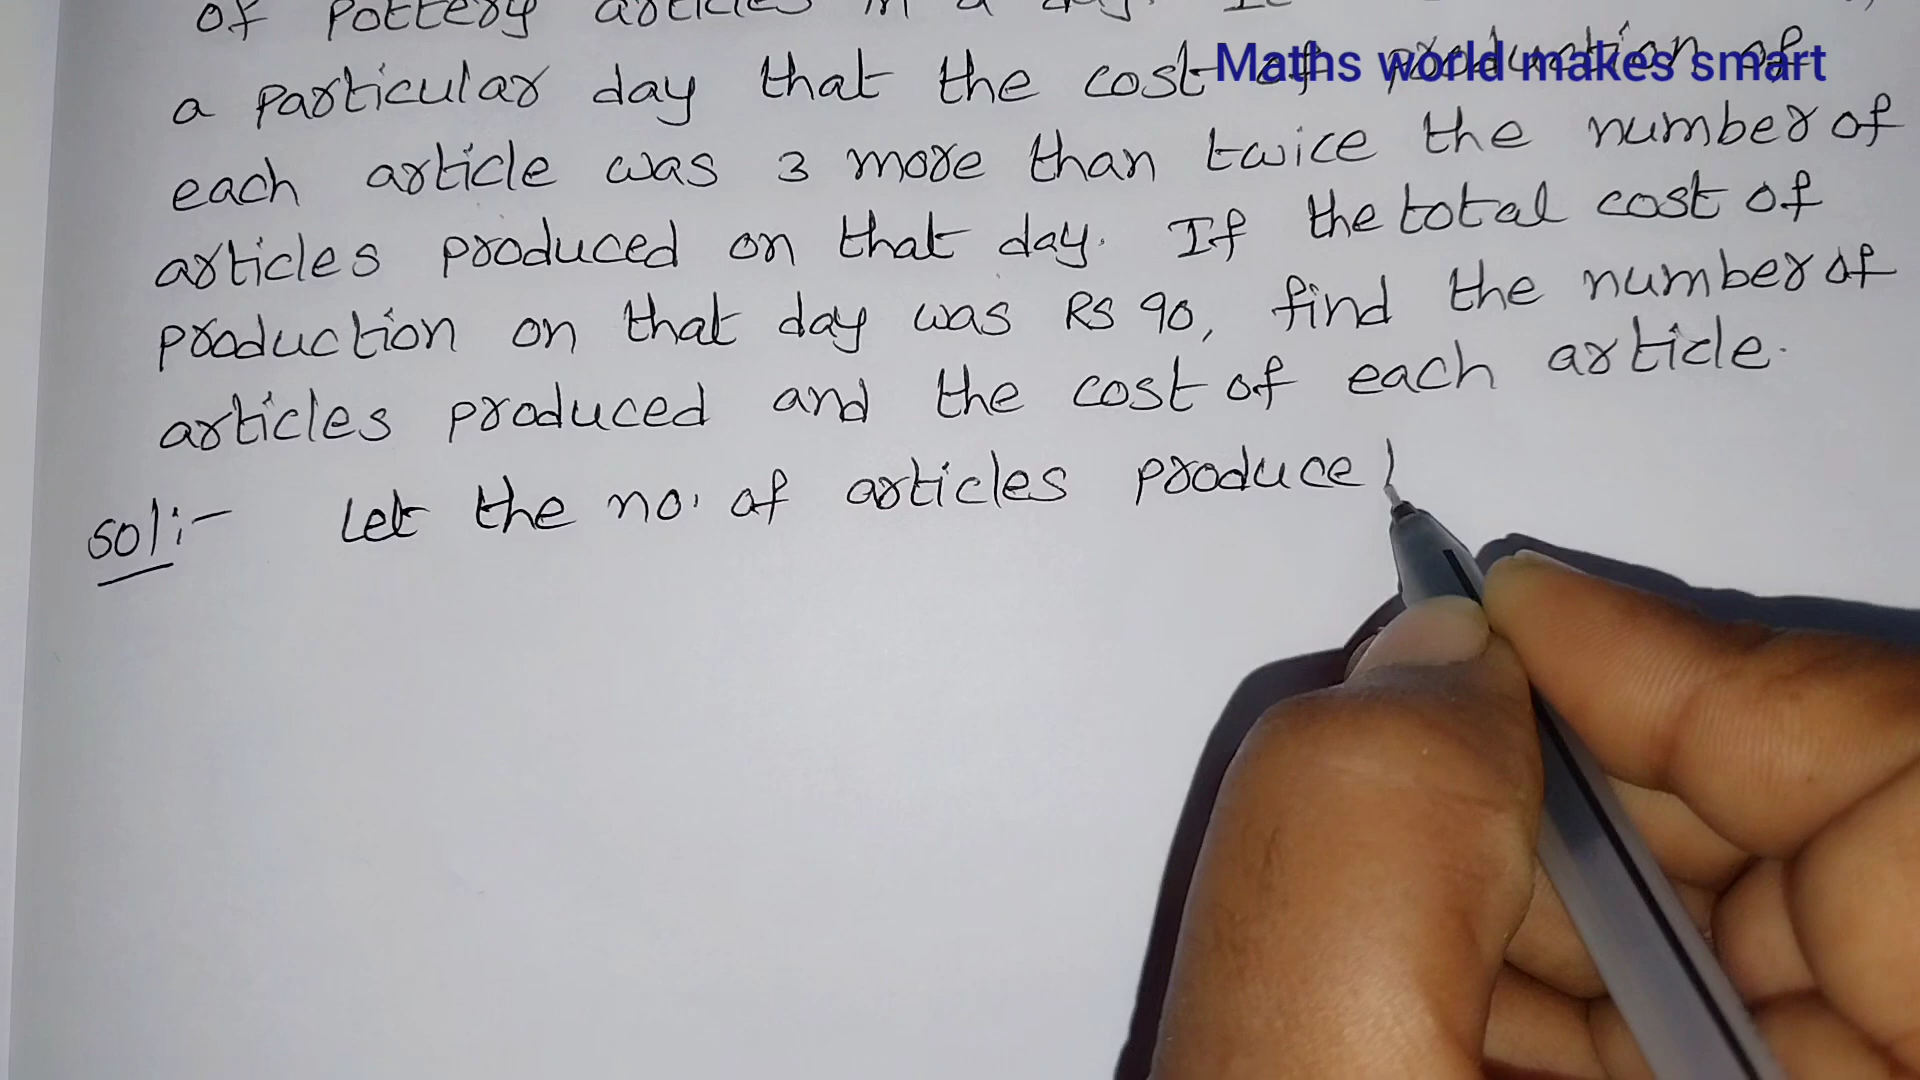 of pottery articles in a day. It
Maths world makes smart
a particular day that the cost of production of
each article was 3 more than twice the number of
articles produced on that day. If the total cost of
production on that day was Rs 90, find the number of
articles produced and the cost of each article.
Sol:- Let the no. of articles produce